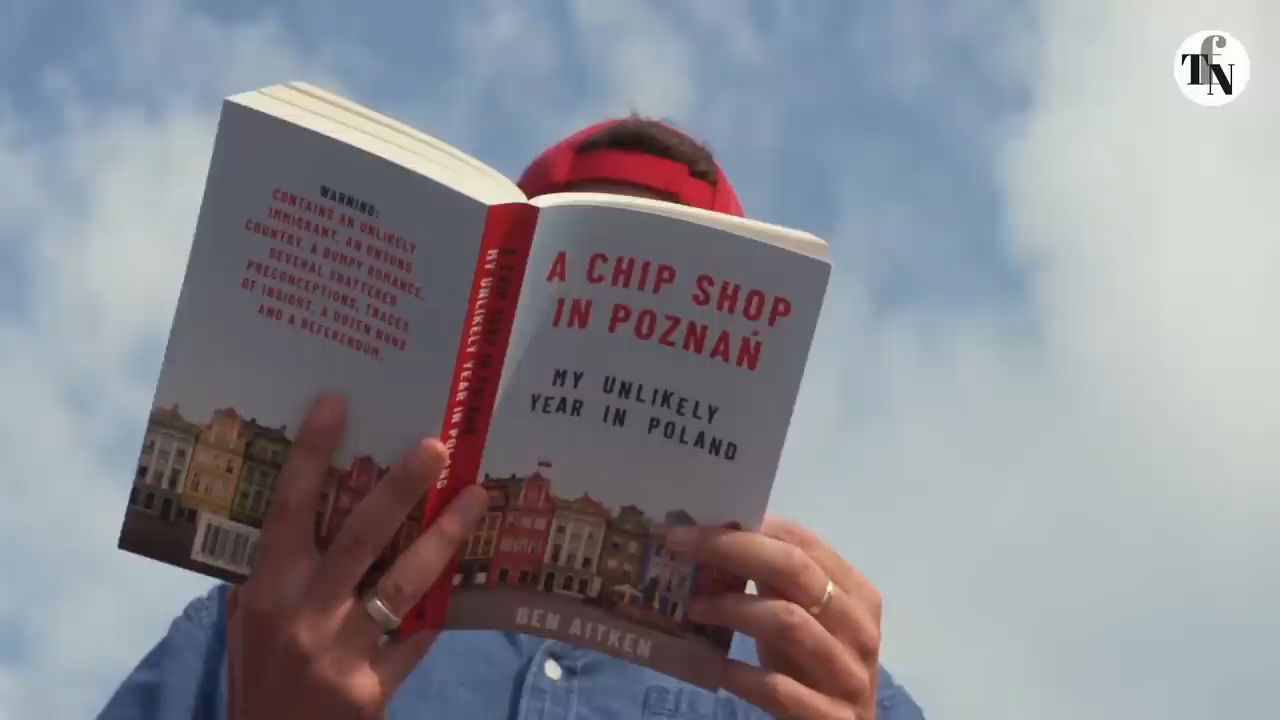 WARNING:
CONTAINS AN UNLIKELY
IMMIGRANT, AN UNSUNG
COUNTRY, A BUMPY ROMANCE,
SEVERAL SHATTERED
PRECONCEPTIONS, TRACES
OF INSIGHT, A DOZEN NUNS
AND A REFERENDUM.
A CHIP SHOP IN POZNAŃ
MY UNLIKELY YEAR IN POLAND
A CHIP SHOP
IN POZNAŃ
MY UNLIKELY
YEAR IN POLAND
BEN AITKEN
TfN